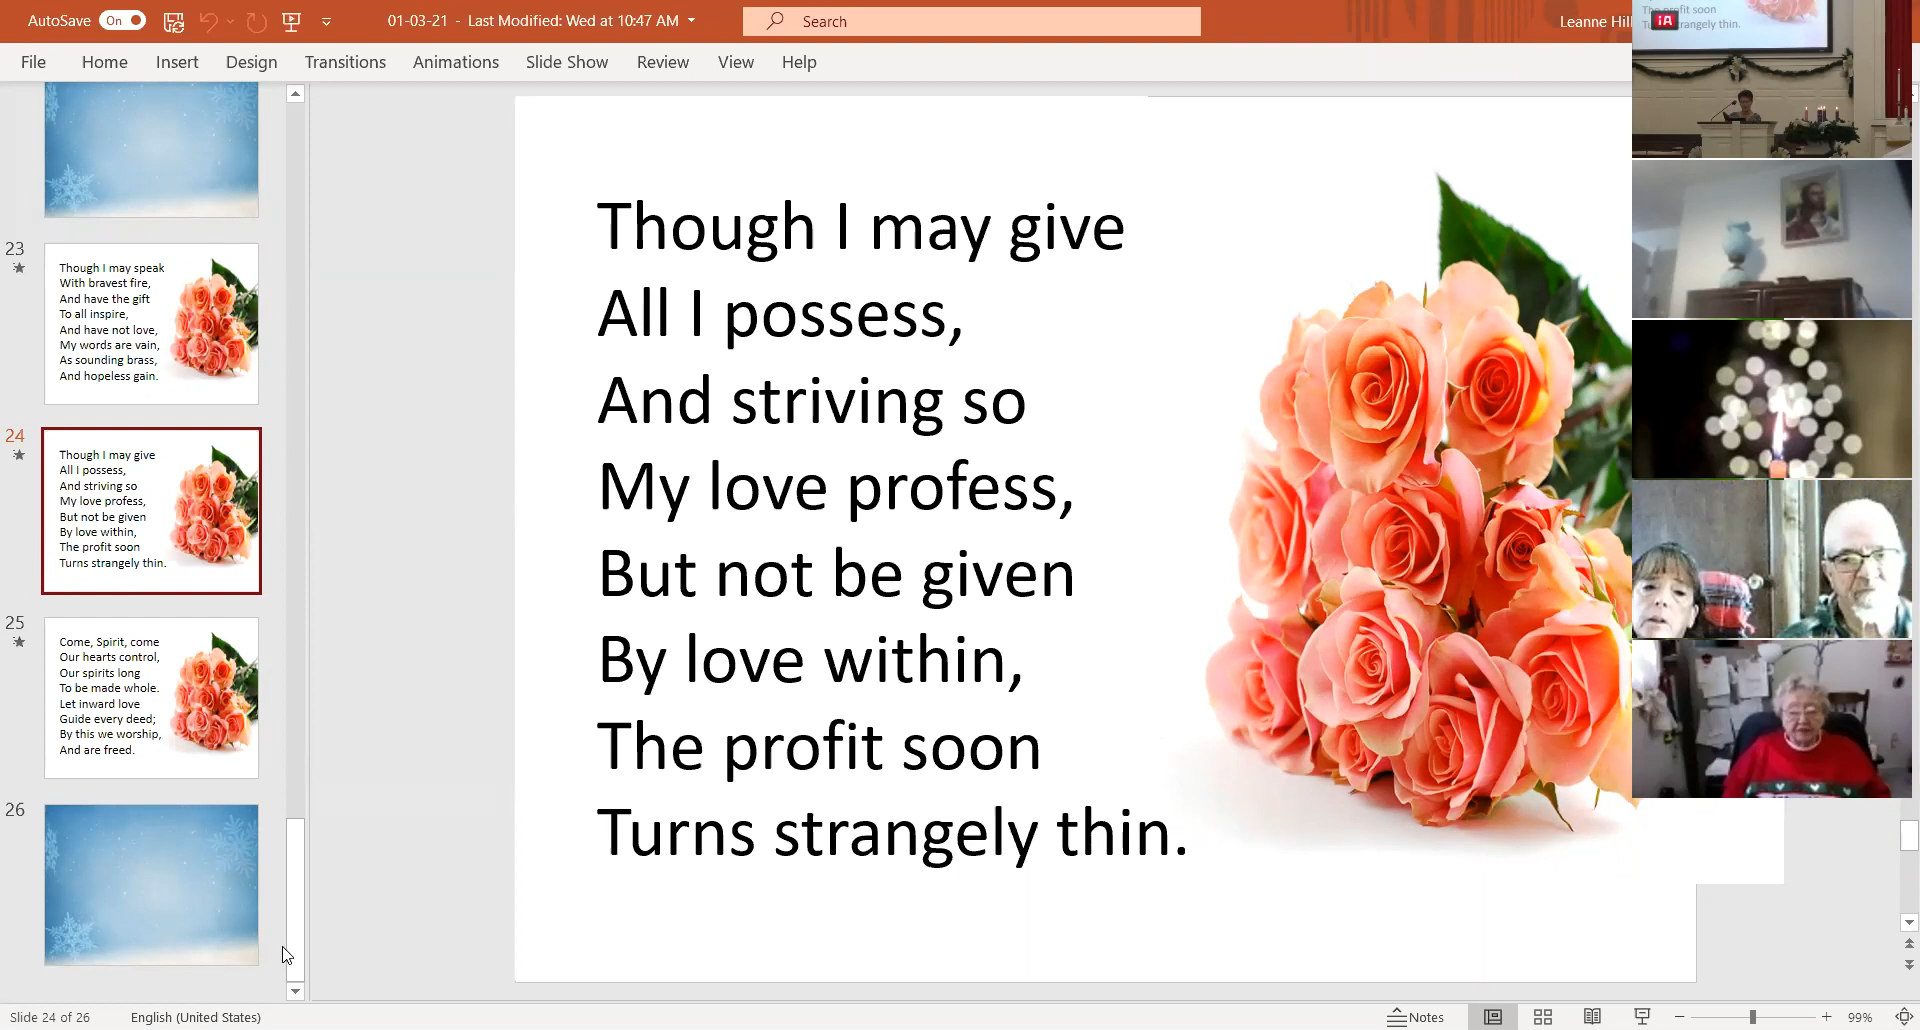 AutoSave On
01-03-21 - Last Modified: Wed at 10:47 AM
Search
Leanne Hill
File Home Insert Design Transitions Animations Slide Show Review View Help
23
Though I may speak
With bravest fire,
And have the gift
To all inspire,
And have not love,
My words are vain,
As sounding brass,
And hopeless gain.
24
Though I may give
All I possess,
And striving so
My love profess,
But not be given
By love within,
The profit soon
Turns strangely thin.
25
Come, Spirit, come
Our hearts control,
Our spirits long
To be made whole.
Let inward love
Guide every deed;
By this we worship,
And are freed.
26
Though I may give
All I possess,
And striving so
My love profess,
But not be given
By love within,
The profit soon
Turns strangely thin.
profit soon
strangely thin.
iA
Slide 24 of 26
English (United States)
Notes
99%